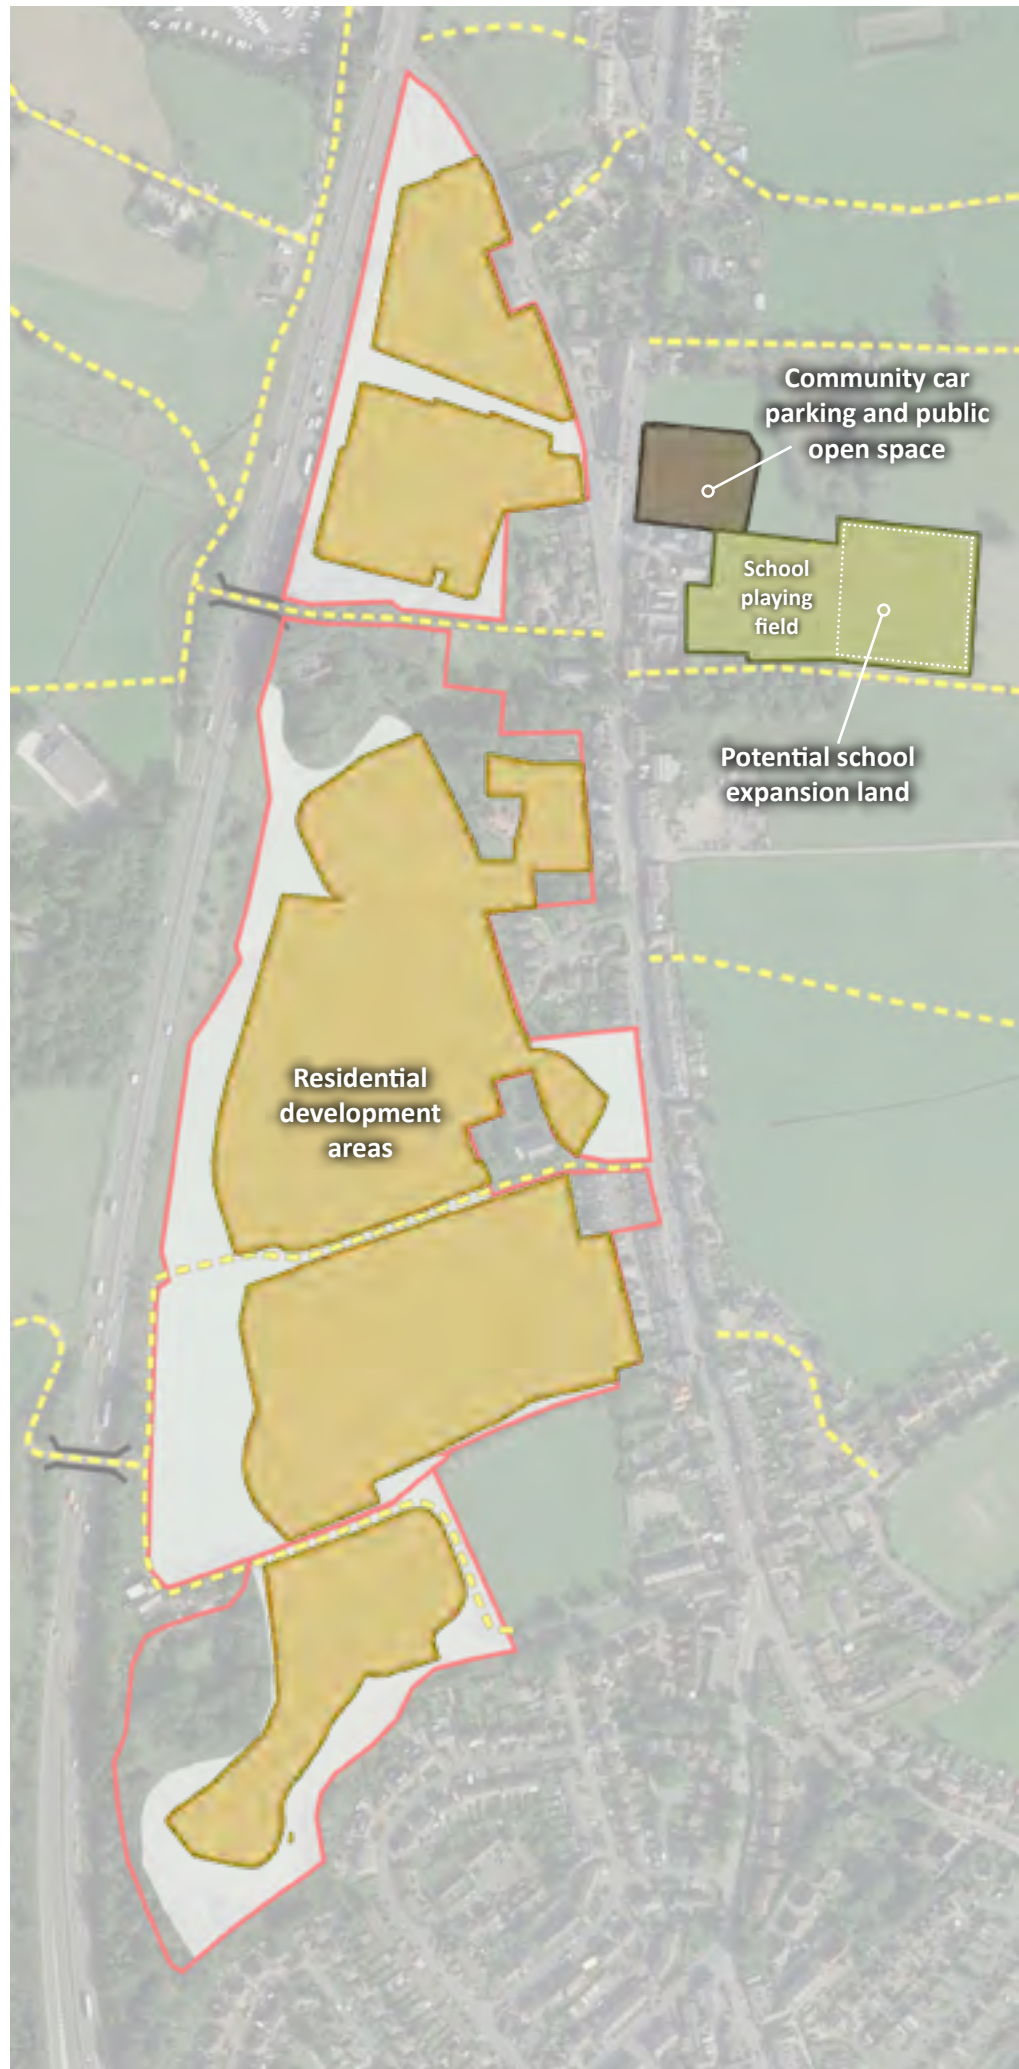 Community car
parking and public
open space
School
playing
field
Potential school
expansion land
Residential
development
areas